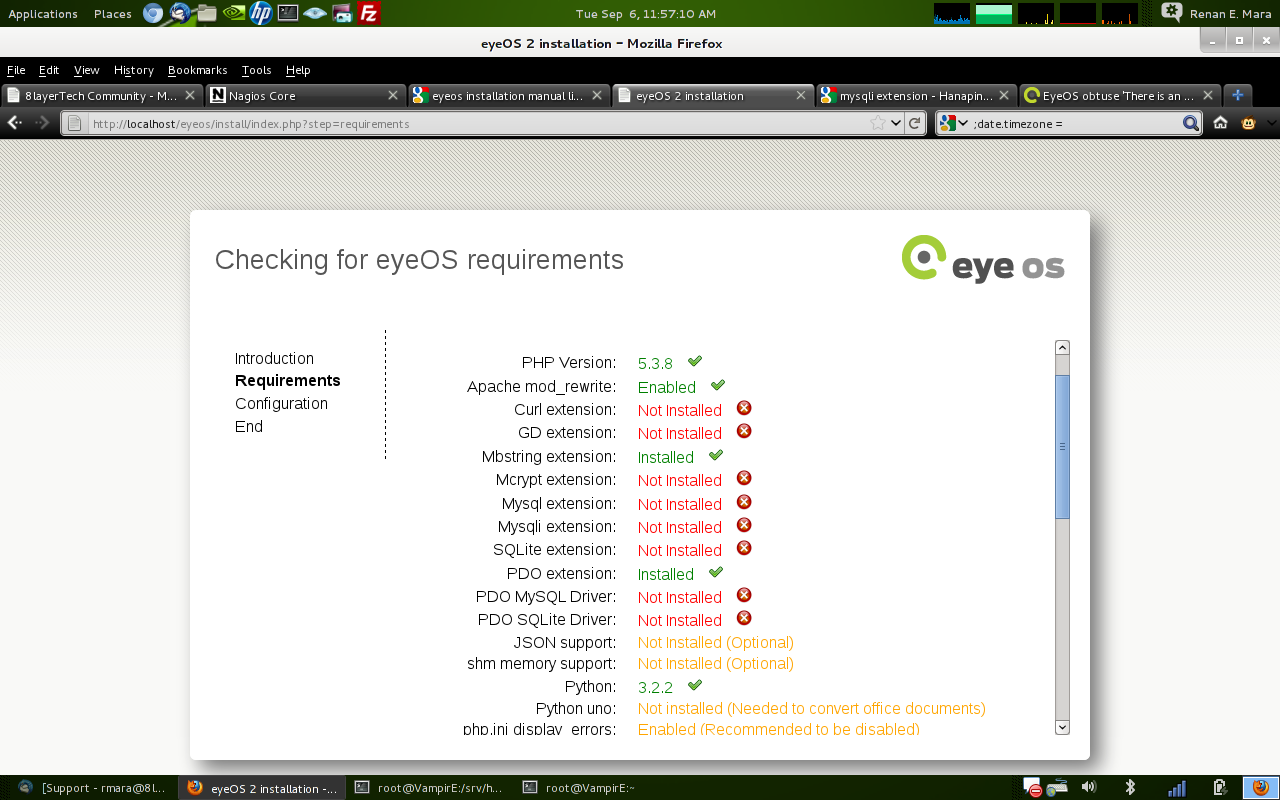 Applications Places Tue Sep 6, 11:57:10 AM Renan E. Mara
eyeOS 2 installation - Mozilla Firefox
File Edit View History Bookmarks Tools Help
8layerTech Community - M... Nagios Core eyeos installation manual li... eyeOS 2 installation mysqli extension - Hanapin... EyeOS obtuse 'There is an ...
http://localhost/eyeos/install/index.php?step=requirements ;date.timezone =
Checking for eyeOS requirements
eye os
Introduction
Requirements
Configuration
End
PHP Version: 5.3.8
Apache mod_rewrite: Enabled
Curl extension: Not Installed
GD extension: Not Installed
Mbstring extension: Installed
Mcrypt extension: Not Installed
Mysql extension: Not Installed
Mysqli extension: Not Installed
SQLite extension: Not Installed
PDO extension: Installed
PDO MySQL Driver: Not Installed
PDO SQLite Driver: Not Installed
JSON support: Not Installed (Optional)
shm memory support: Not Installed (Optional)
Python: 3.2.2
Python uno: Not installed (Needed to convert office documents)
php.ini display_errors: Enabled (Recommended to be disabled)
[Support - rmara@8l... eyeOS 2 installation -... root@VampirE:/srv/h... root@VampirE:~